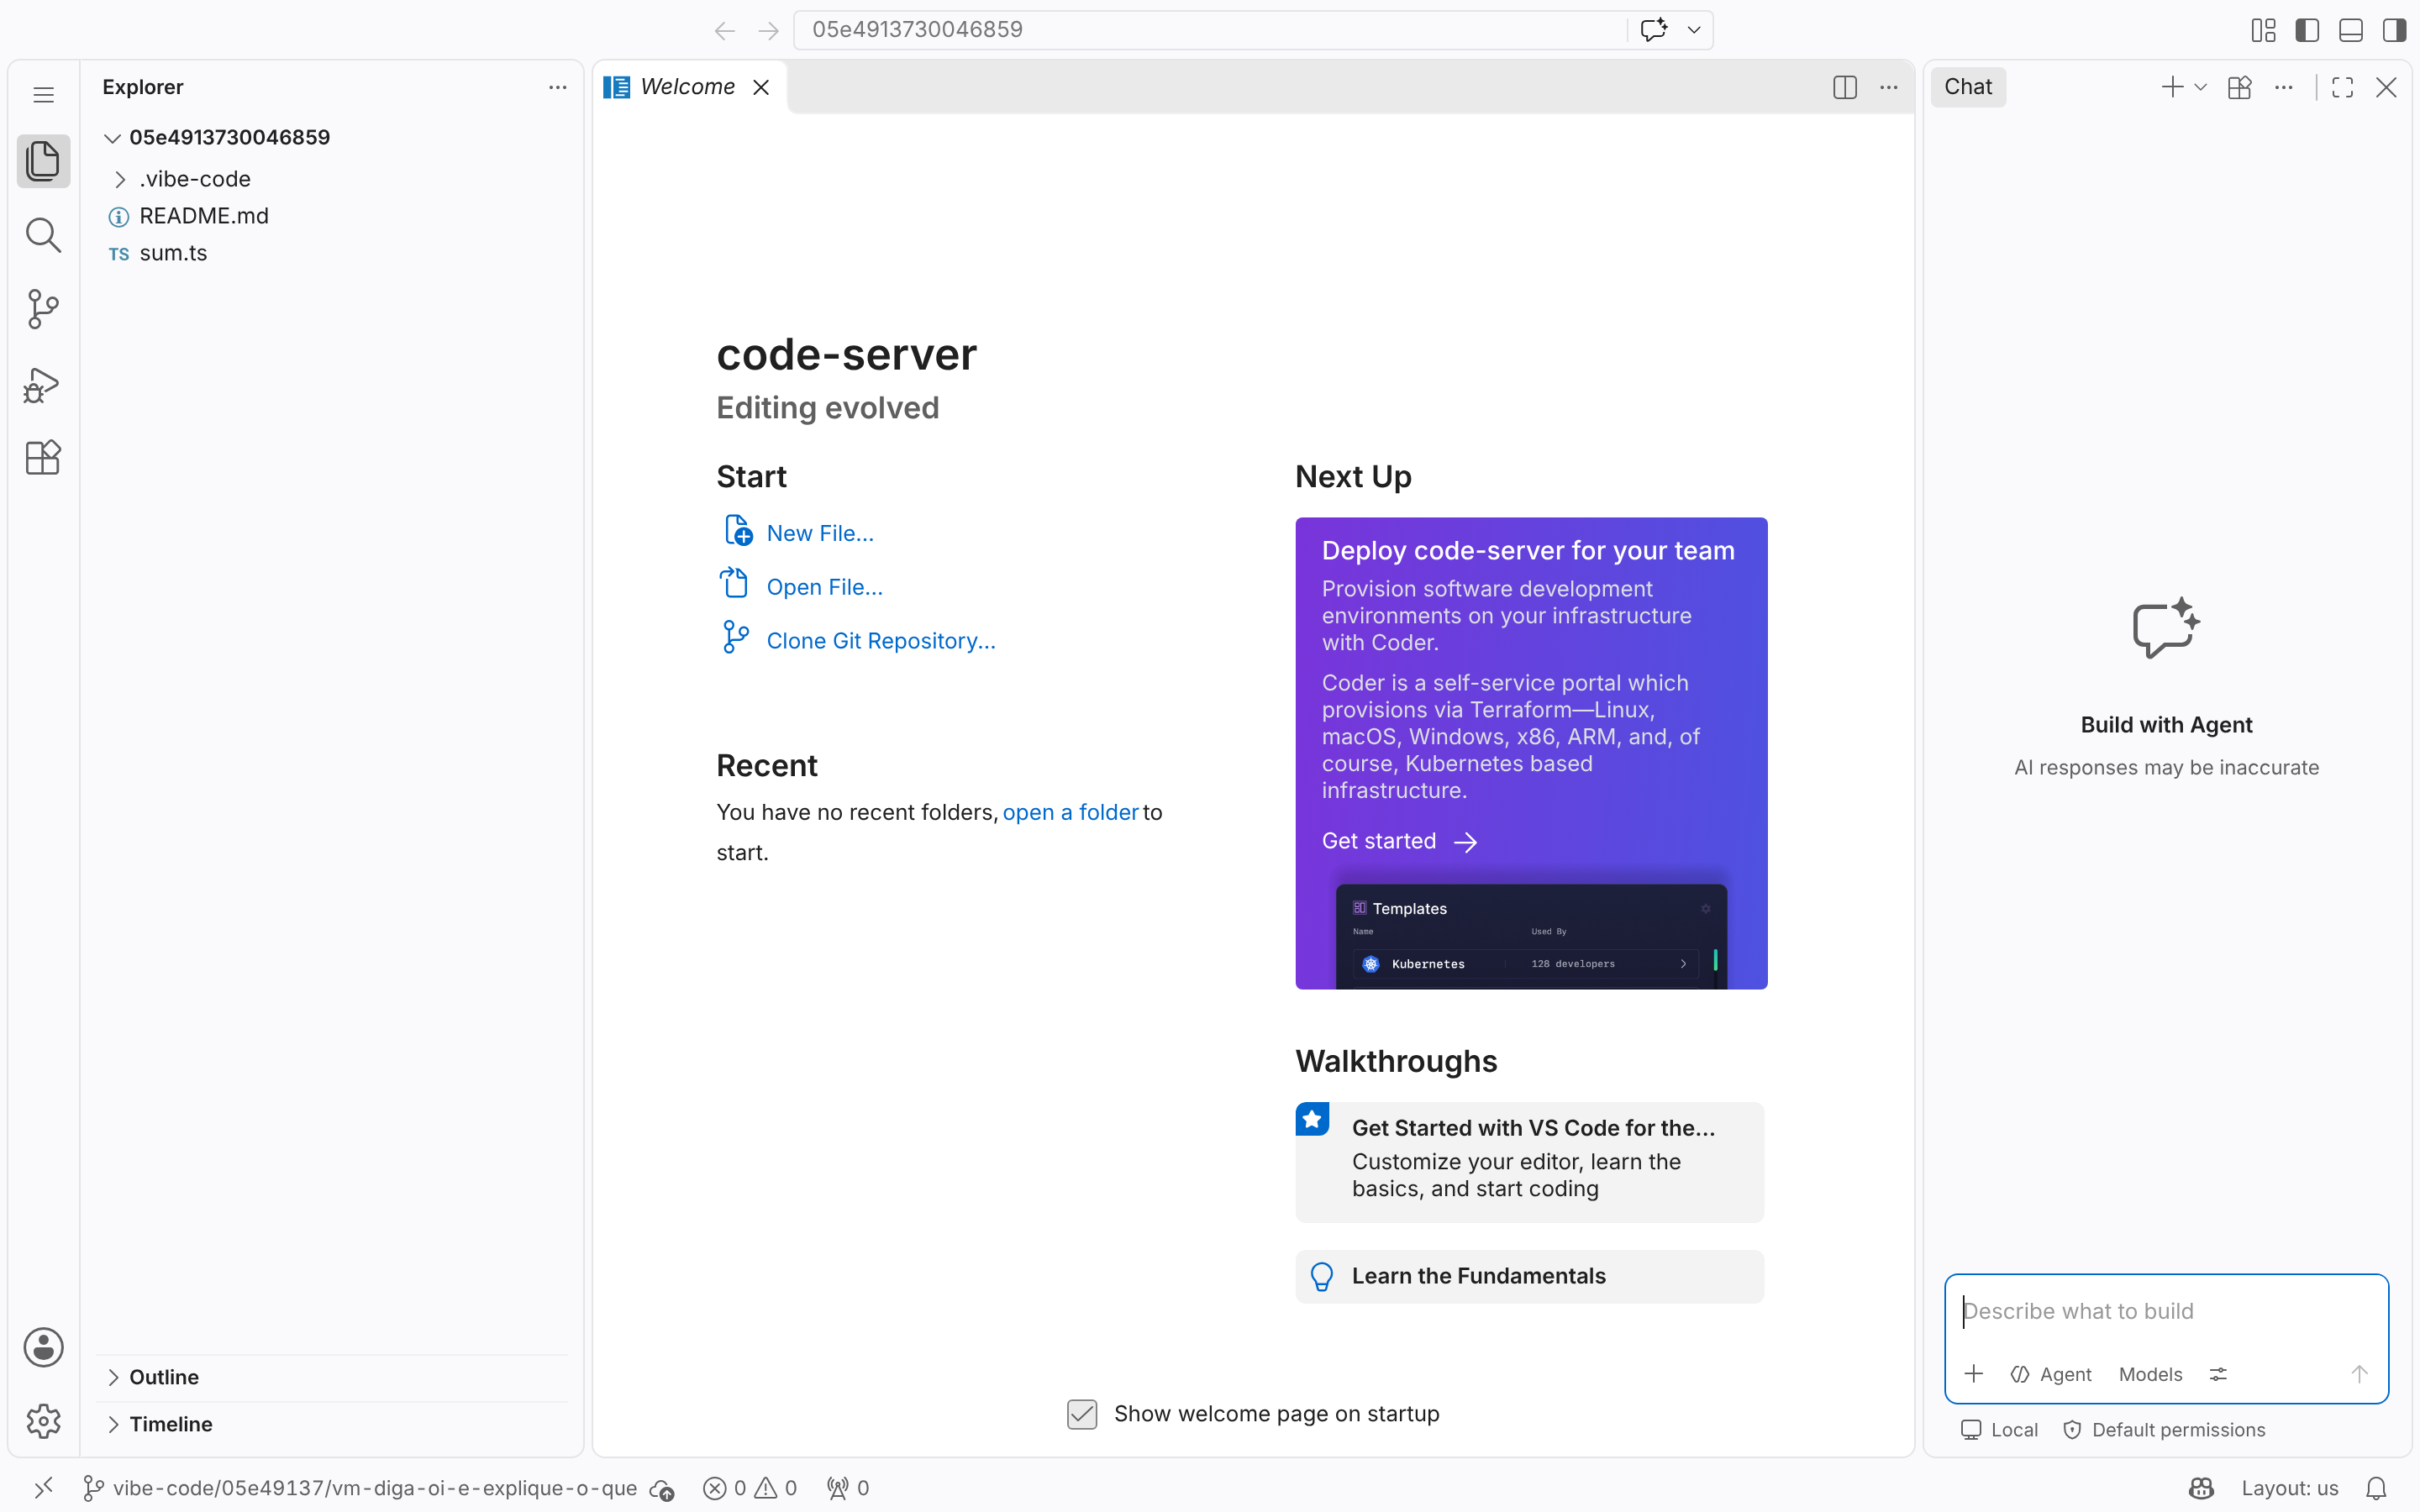 05e4913730046859
Explorer
05e4913730046859
.vibe-code
README.md
TS sum.ts
Outline
Timeline
Welcome
code-server
Editing evolved
Start
New File...
Open File...
Clone Git Repository...
Recent
You have no recent folders, open a folder to
start.
Next Up
Deploy code-server for your team
Provision software development
environments on your infrastructure
with Coder.
Coder is a self-service portal which
provisions via Terraform—Linux,
macOS, Windows, x86, ARM, and, of
course, Kubernetes based
infrastructure.
Get started
Templates
Name Used By
Kubernetes 128 developers
Walkthroughs
Get Started with VS Code for the...
Customize your editor, learn the
basics, and start coding
Learn the Fundamentals
Show welcome page on startup
Chat
Build with Agent
AI responses may be inaccurate
Describe what to build
Agent Models
Local Default permissions
vibe-code/05e49137/vm-diga-oi-e-explique-o-que 0 0 0 Layout: us